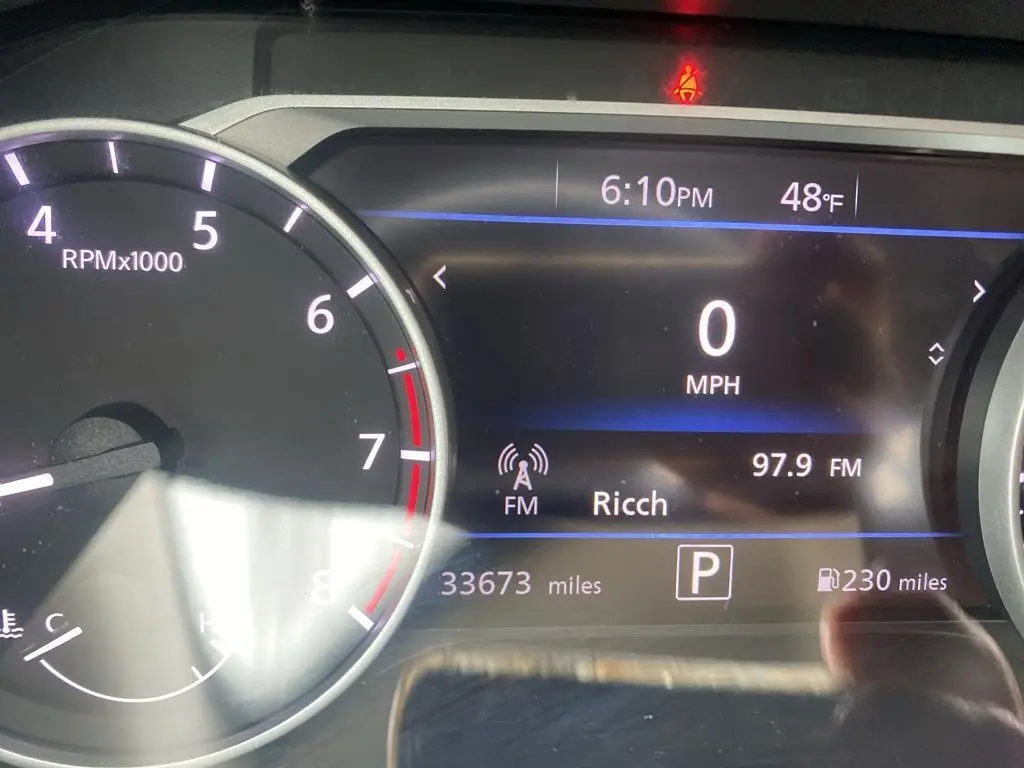 6:10PM 48°F
4
5
RPMx1000
6
0
MPH
7
97.9 FM
FM
Ricch
8
33673 miles
P
230 miles
C
H